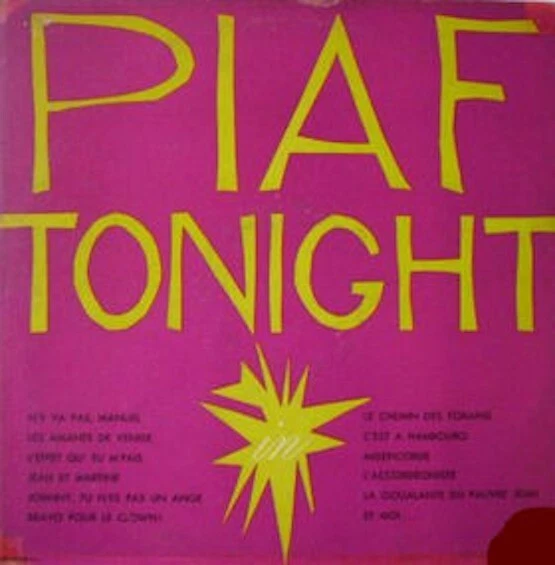 PIAF
TONIGHT
in
N'Y VA PAS, MANUEL
LES AMANTS DE VENISE
L'EFFET QU' TU M'FAIS
JEAN ET MARTINE
JOHNNY, TU N'ES PAS UN ANGE
BRAVO POUR LE CLOWN!
LE CHEMIN DES FORAINS
C'EST A HAMBOURG
MISERICORDE
L'ACCORDEONISTE
LA GOUALANTE DU PAUVRE JEAN
ET MOI